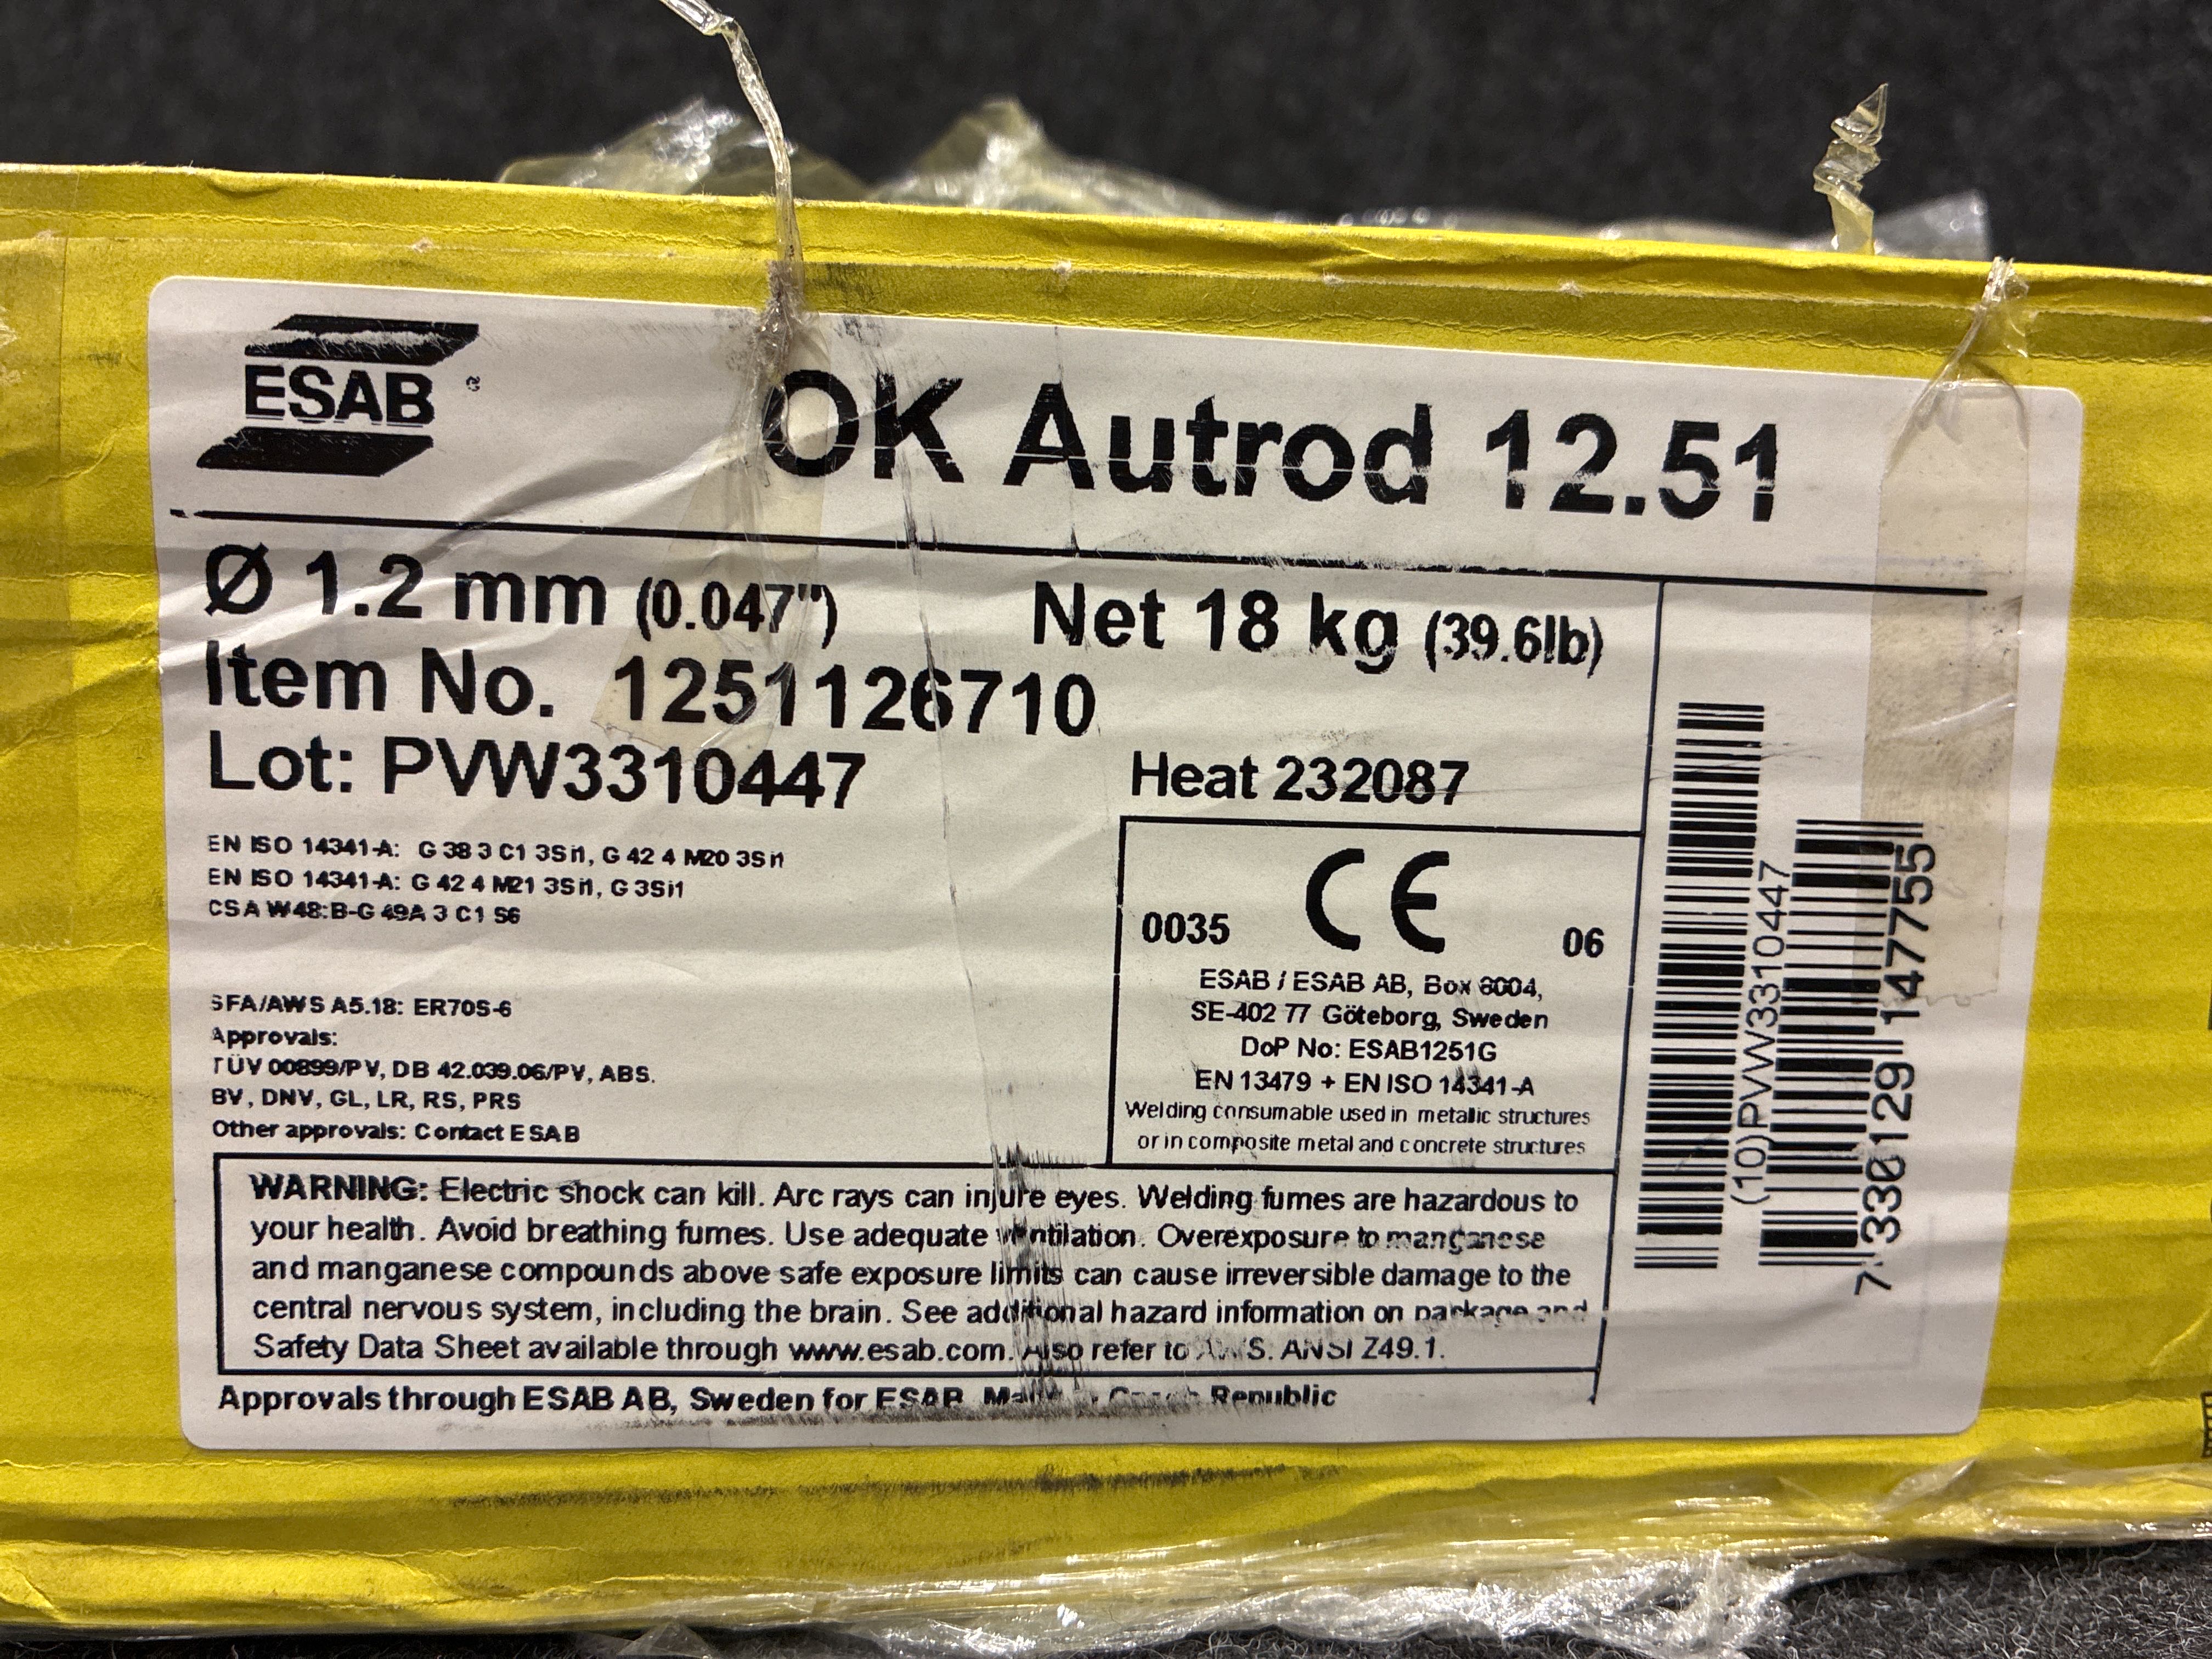 ESAB ®
OK Autrod 12.51
Ø 1.2 mm (0.047")
Net 18 kg (39.6lb)
Item No. 1251126710
Lot: PVW3310447
Heat 232087
EN ISO 14341-A: G 38 3 C1 3Si1, G 42 4 M20 3Si1
EN ISO 14341-A: G 42 4 M21 3Si1, G 3Si1
CSA W48:B-G 49A 3 C1 S6
SFA/AWS A5.18: ER70S-6
Approvals:
TÜV 00899/PV, DB 42.039.06/PV, ABS.
BV, DNV, GL, LR, RS, PRS
Other approvals: Contact ESAB
CE
0035
06
ESAB / ESAB AB, Box 8004,
SE-402 77 Göteborg, Sweden
DoP No: ESAB1251G
EN 13479 + EN ISO 14341-A
Welding consumable used in metallic structures
or in composite metal and concrete structures
WARNING: Electric shock can kill. Arc rays can injure eyes. Welding fumes are hazardous to
your health. Avoid breathing fumes. Use adequate ventilation. Overexposure to manganese
and manganese compounds above safe exposure limits can cause irreversible damage to the
central nervous system, including the brain. See additional hazard information on package and
Safety Data Sheet available through www.esab.com. Also refer to AWS. ANSI Z49.1.
Approvals through ESAB AB, Sweden for ESAB Republic
(10)PVW3310447
7 330129 147755